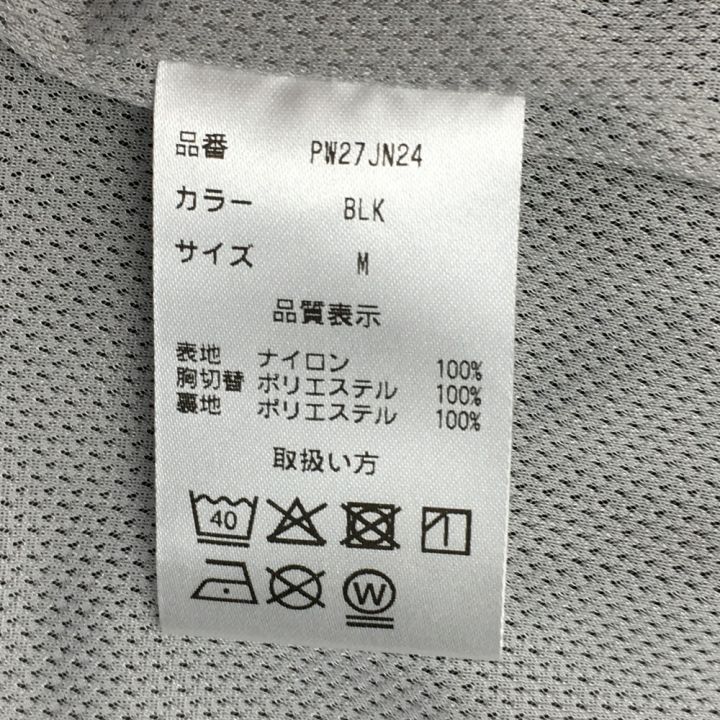 品番 PW27JN24
カラー BLK
サイズ M
品質表示
表地 ナイロン 100%
胸切替 ポリエステル 100%
裏地 ポリエステル 100%
取扱い方
40
W